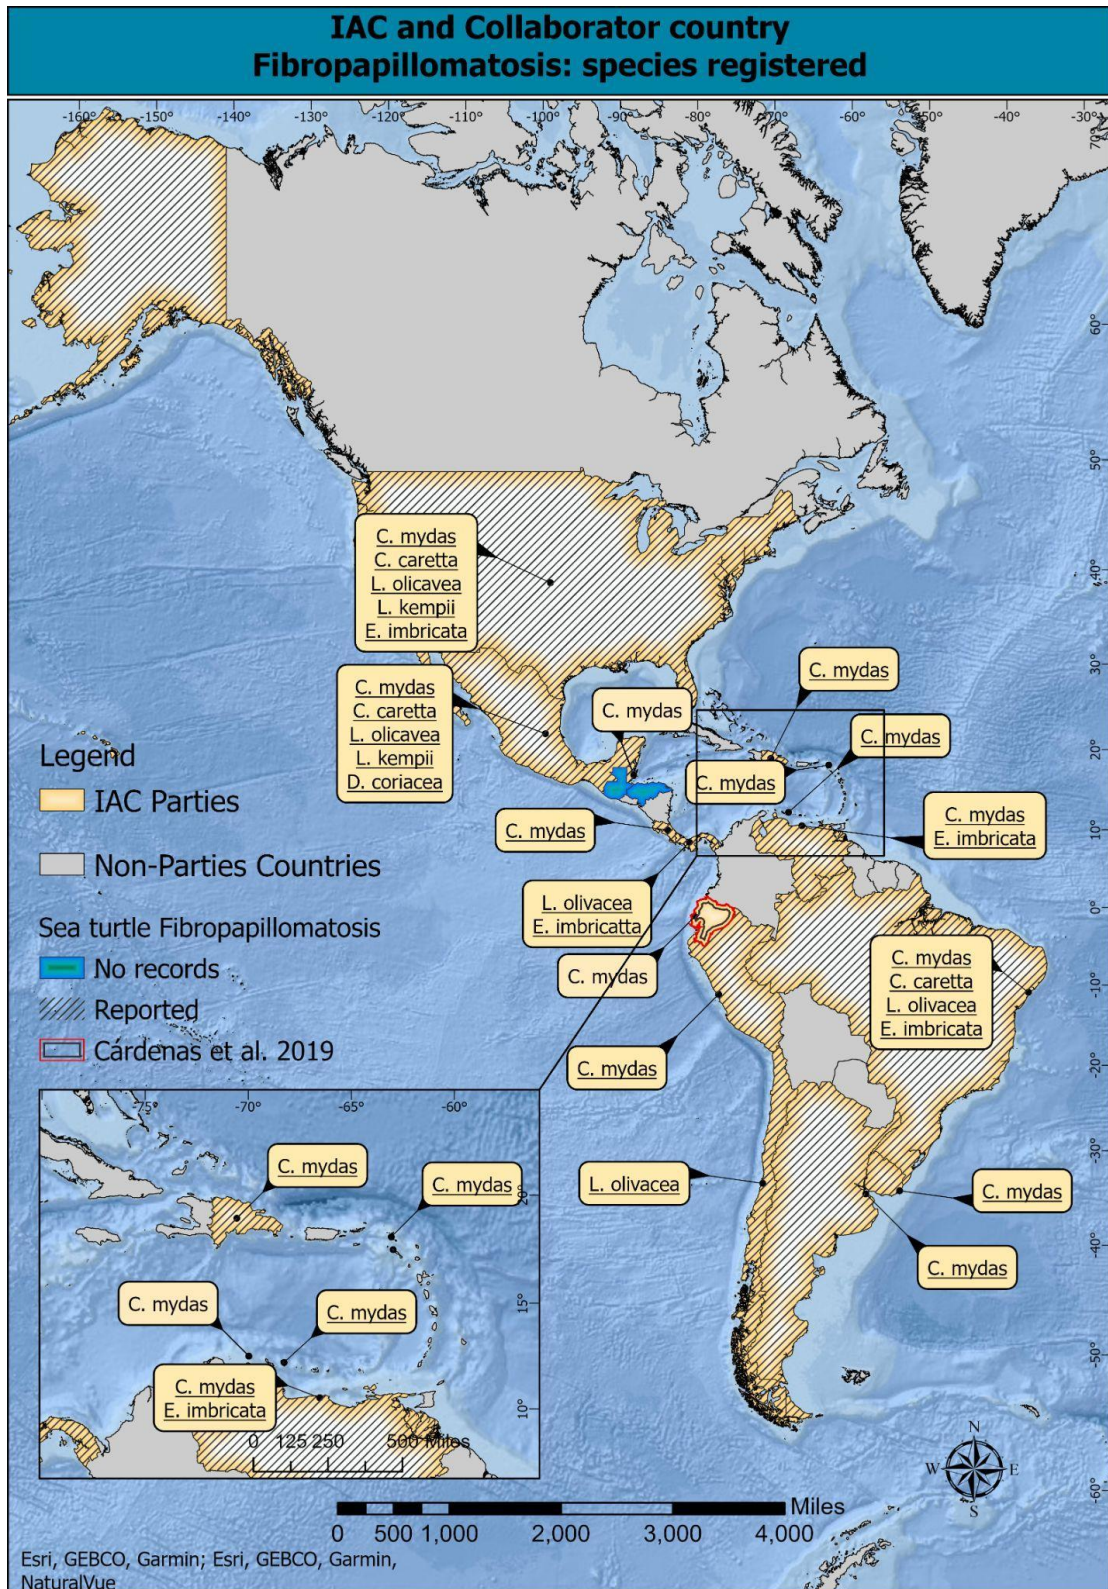 IAC and Collaborator country
Fibropapillomatosis: species registered
-160°
-140°
-130°
-120°
-110°
-100°
-90°
-80°
-70°
-60°
-50°
-40°
-30°
60°
50°
40°
30°
20°
10°
0°
-10°
-20°
-30°
-40°
-50°
-60°
C. mydas
C. caretta
L. olicavea
L. kempii
E. imbricata
C. mydas
C. caretta
L. olicavea
L. kempii
D. coriacea
C. mydas
C. mydas
C. mydas
C. mydas
C. mydas
E. imbricata
C. mydas
L. olivacea
E. imbricatta
C. mydas
C. mydas
C. caretta
L. olivacea
E. imbricata
C. mydas
L. olivacea
C. mydas
C. mydas
Legend
IAC Parties
Non-Parties Countries
Sea turtle Fibropapillomatosis
No records
Reported
Cárdenas et al. 2019
-75°
-70°
-65°
-60°
20°
15°
10°
C. mydas
C. mydas
C. mydas
C. mydas
C. mydas
E. imbricata
0 125 250 500 Miles
N
W E
S
Miles
0 500 1,000 2,000 3,000 4,000
Esri, GEBCO, Garmin; Esri, GEBCO, Garmin,
NaturalVue